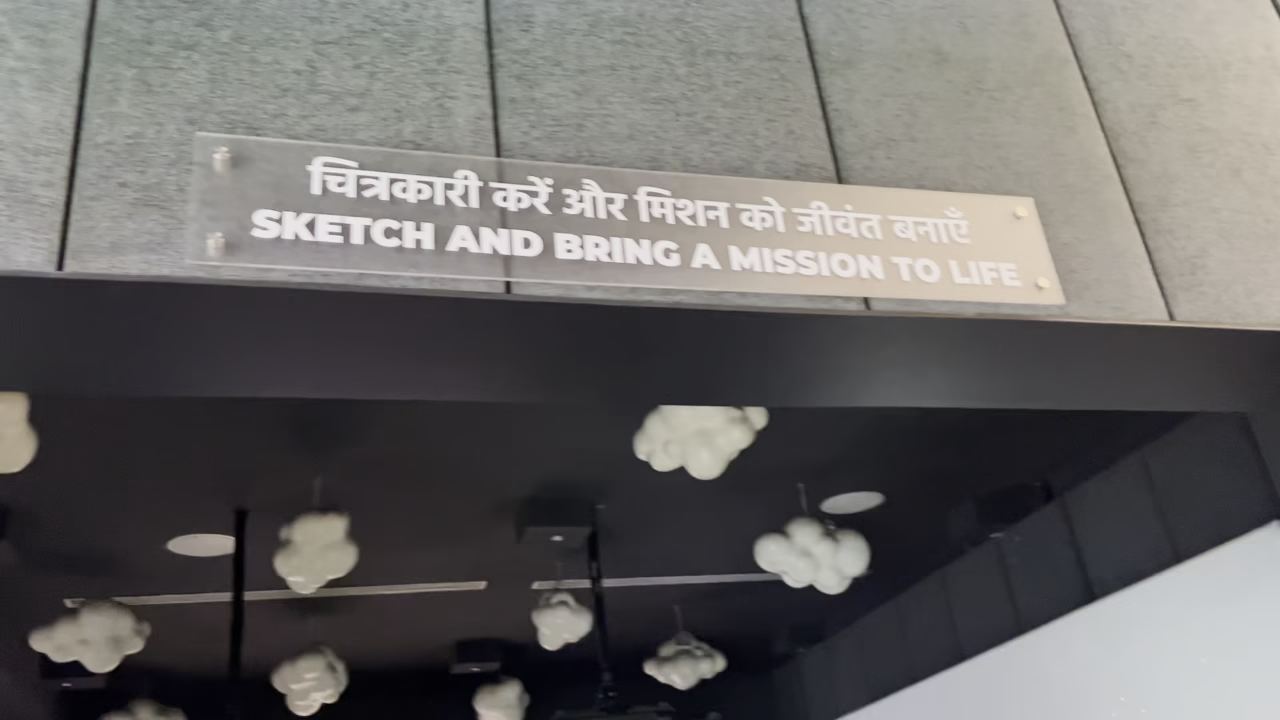 चित्रकारी करें और मिशन को जीवंत बनाएँ
SKETCH AND BRING A MISSION TO LIFE